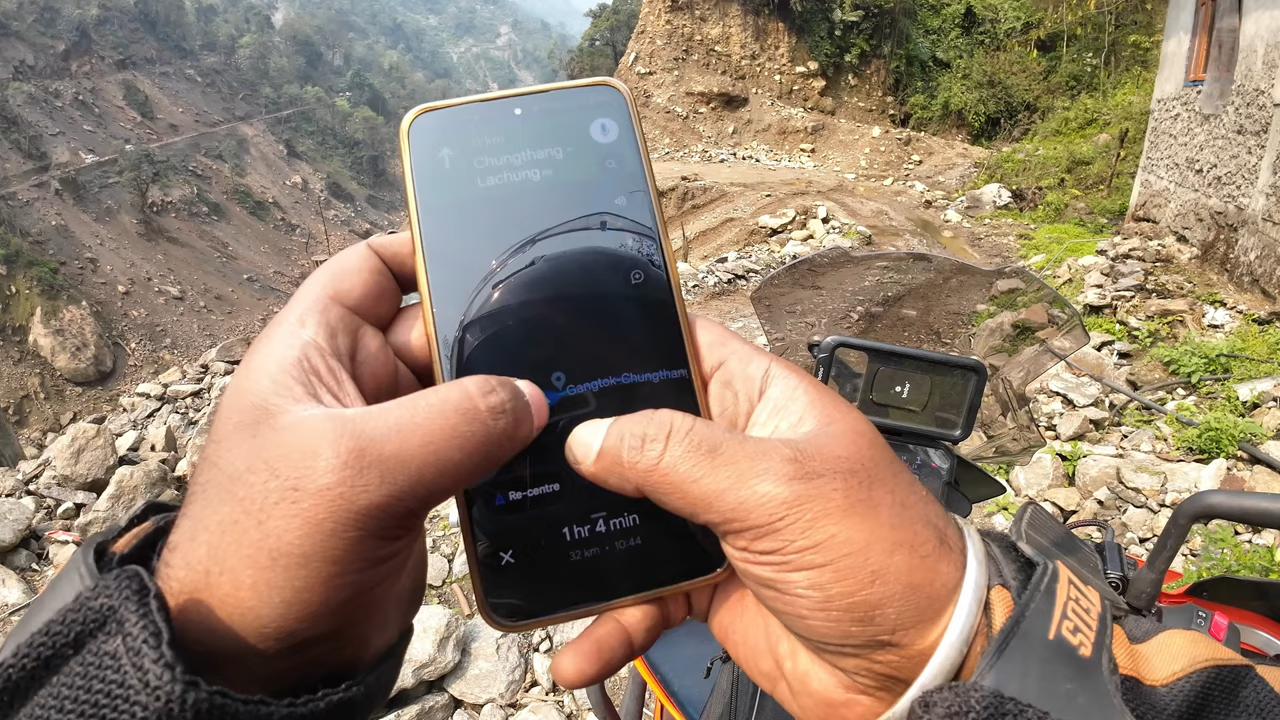 Chungthang -
Lachung
Gangtok-Chungthang
Re-centre
1 hr 4 min
32 km • 10:44